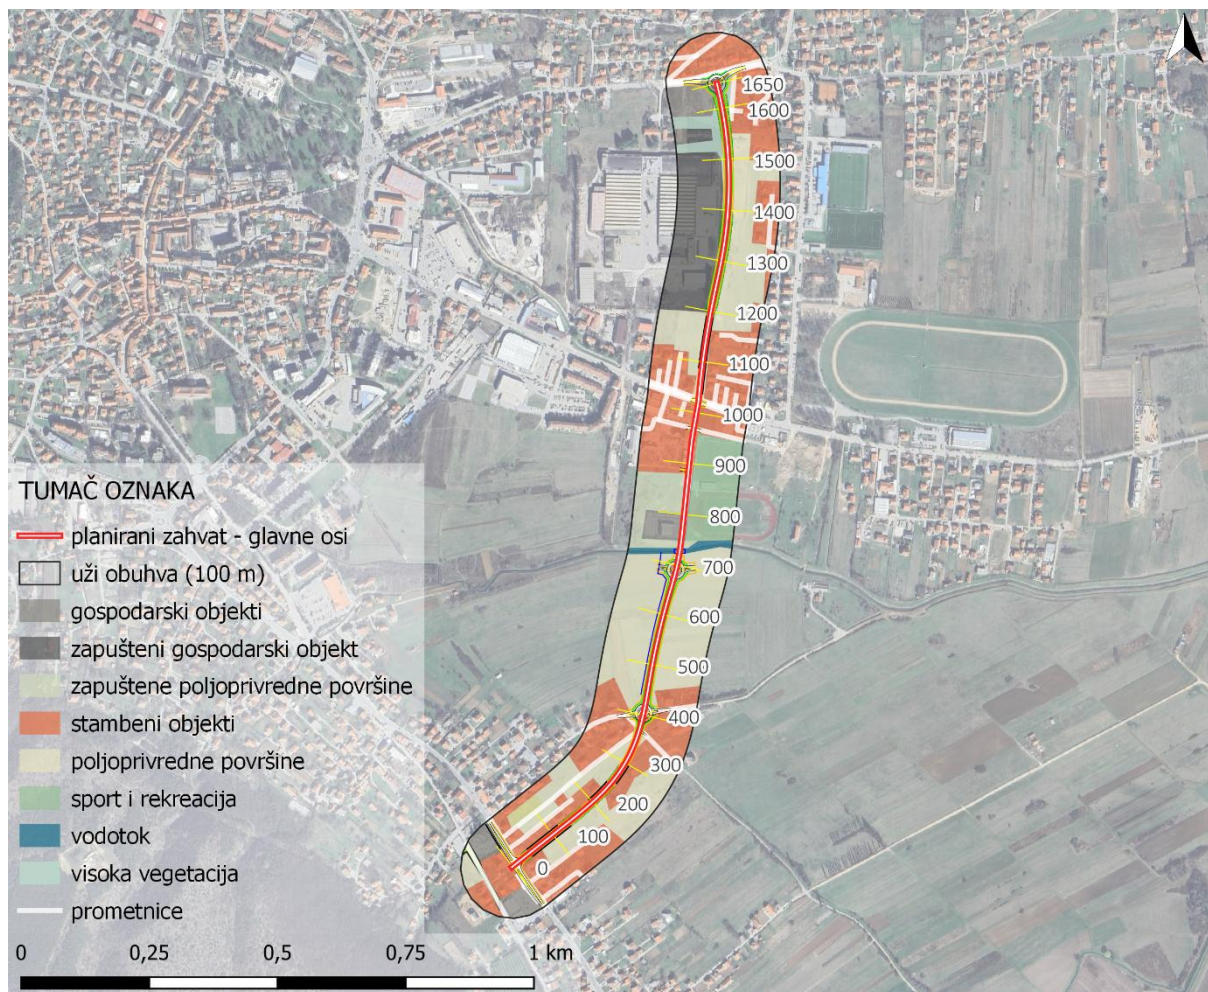 1650
1600
1500
1400
1300
1200
1100
1000
900
800
700
600
500
400
300
200
100
0
TUMAČ OZNAKA
planirani zahvat - glavne osi
uži obuhva (100 m)
gospodarski objekti
zapušteni gospodarski objekt
zapuštene poljoprivredne površine
stambeni objekti
poljoprivredne površine
sport i rekreacija
vodotok
visoka vegetacija
prometnice
0 0,25 0,5 0,75 1 km